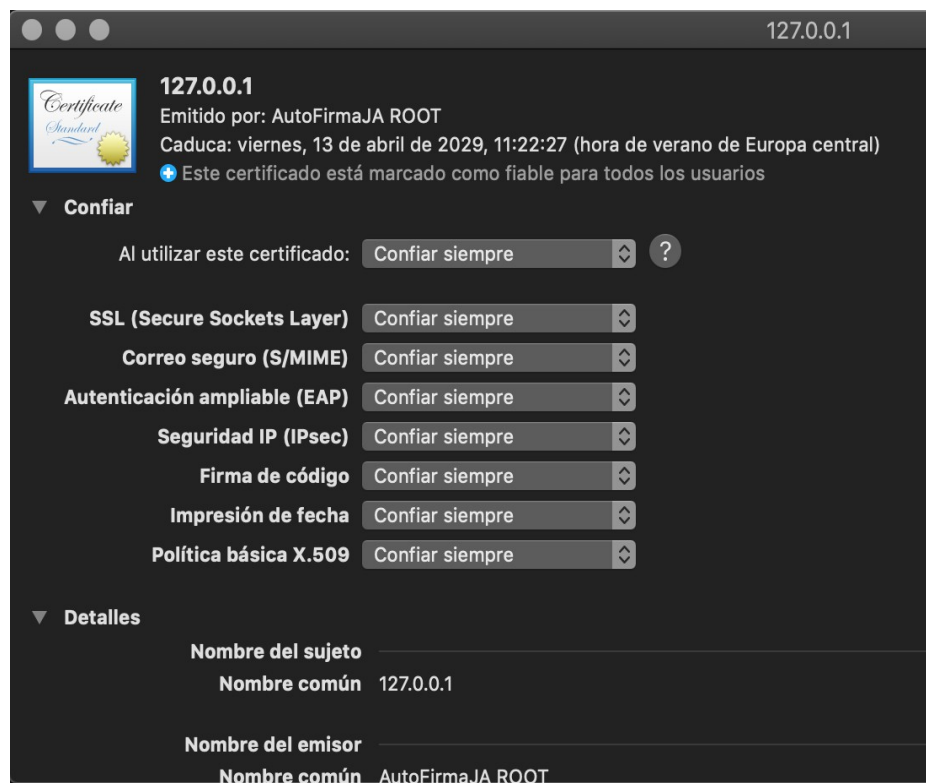 127.0.0.1
Certificate
Standard
127.0.0.1
Emitido por: AutoFirmaJA ROOT
Caduca: viernes, 13 de abril de 2029, 11:22:27 (hora de verano de Europa central)
Este certificado está marcado como fiable para todos los usuarios
Confiar
Al utilizar este certificado: Confiar siempre ?
SSL (Secure Sockets Layer) Confiar siempre
Correo seguro (S/MIME) Confiar siempre
Autenticación ampliable (EAP) Confiar siempre
Seguridad IP (IPsec) Confiar siempre
Firma de código Confiar siempre
Impresión de fecha Confiar siempre
Política básica X.509 Confiar siempre
Detalles
Nombre del sujeto
Nombre común 127.0.0.1
Nombre del emisor
Nombre común AutoFirmaJA ROOT